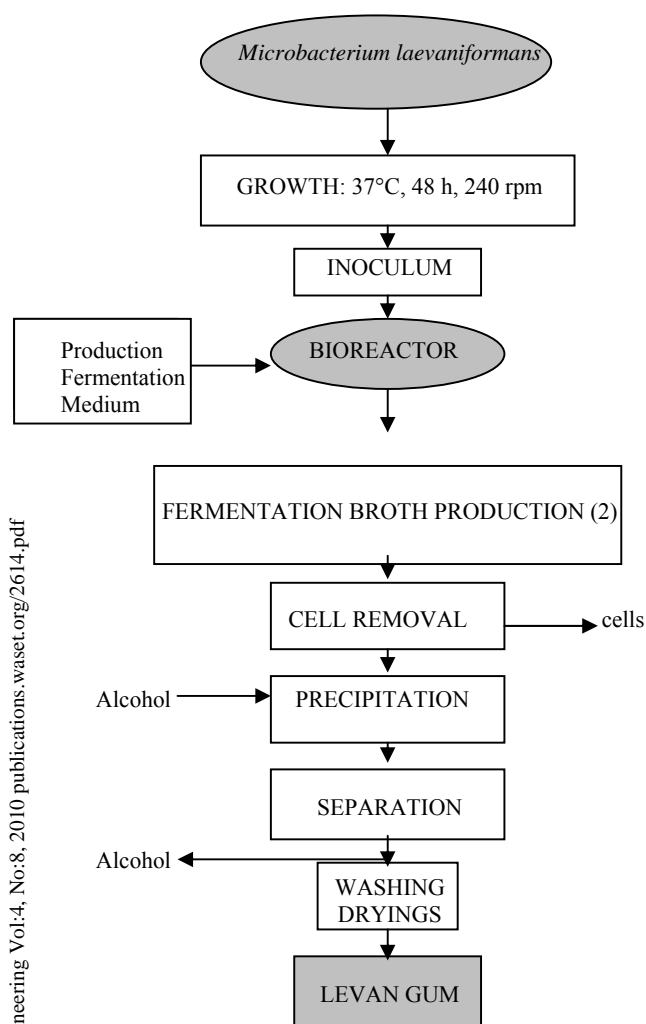 Microbacterium laevaniformans
GROWTH: 37°C, 48 h, 240 rpm
INOCULUM
BIOREACTOR
Production
Fermentation
Medium
FERMENTATION BROTH PRODUCTION (2)
CELL REMOVAL
cells
Alcohol
PRECIPITATION
SEPARATION
Alcohol
WASHING
DRYINGS
LEVAN GUM
neering Vol:4, No:8, 2010 publications.waset.org/2614.pdf